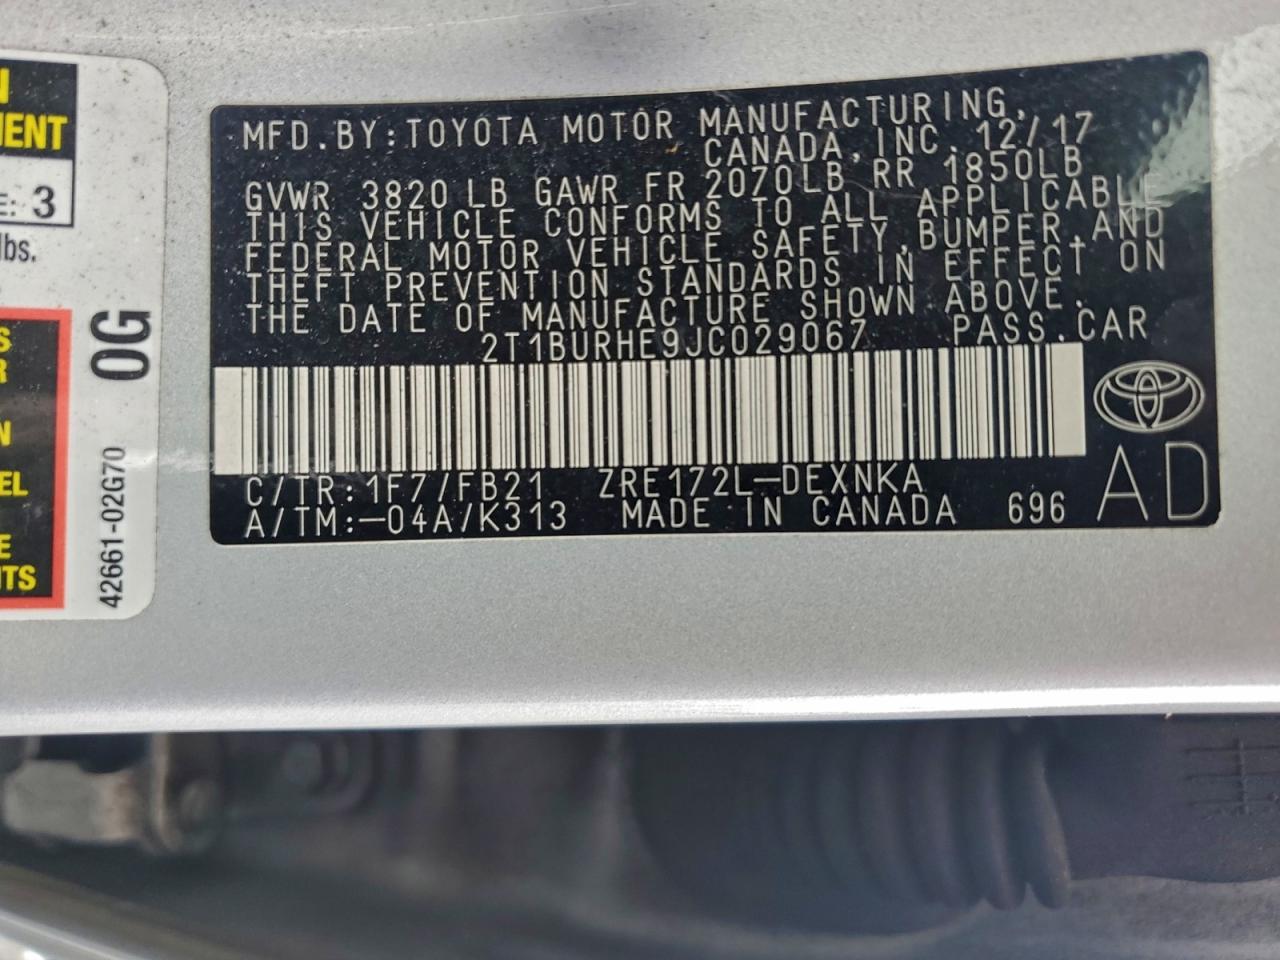 N
MENT
E: 3
lbs.
S
R
N
EL
E
ITS
0G
42661-02G70
MFD.BY:TOYOTA MOTOR MANUFACTURING,
CANADA,INC. 12/17
GVWR 3820 LB GAWR FR 2070LB RR 1850LB
THIS VEHICLE CONFORMS TO ALL APPLICABLE
FEDERAL MOTOR VEHICLE SAFETY,BUMPER,AND
THEFT PREVENTION STANDARDS IN EFFECT ON
THE DATE OF MANUFACTURE SHOWN ABOVE.
2T1BURHE9JC029067 PASS.CAR
C/TR:1F7/FB21 ZRE172L-DEXNKA
A/TM:-04A/K313 MADE IN CANADA 696
AD